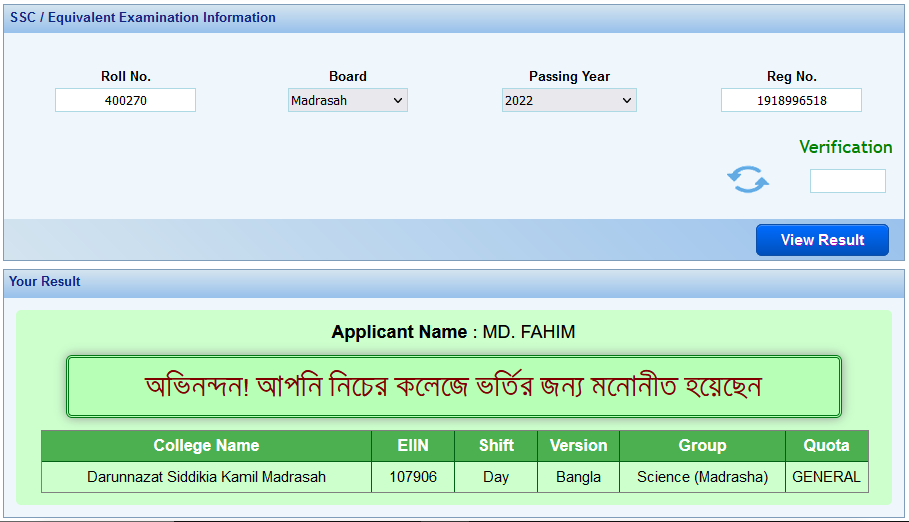 SSC / Equivalent Examination Information
Roll No. Board Passing Year Reg No.
400270 Madrasah 2022 1918996518
Verification
View Result
Your Result
Applicant Name : MD. FAHIM
অভিনন্দন! আপনি নিচের কলেজে ভর্তির জন্য মনোনীত হয়েছেন
College Name EIIN Shift Version Group Quota
Darunnazat Siddikia Kamil Madrasah 107906 Day Bangla Science (Madrasha) GENERAL